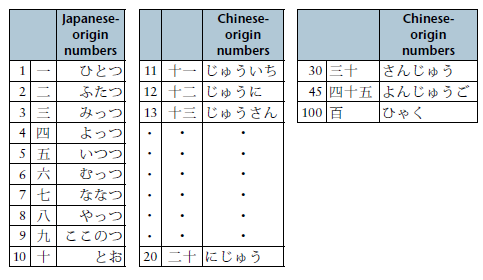 Japanese-
origin
numbers
1 一 ひとつ
2 二 ふたつ
3 三 みっつ
4 四 よっつ
5 五 いつつ
6 六 むっつ
7 七 ななつ
8 八 やっつ
9 九 ここのつ
10 十 とお
Chinese-
origin
numbers
11 十一 じゅういち
12 十二 じゅうに
13 十三 じゅうさん
・ ・ ・
・ ・ ・
・ ・ ・
・ ・ ・
・ ・ ・
・ ・ ・
20 二十 にじゅう
Chinese-
origin
numbers
30 三十 さんじゅう
45 四十五 よんじゅうご
100 百 ひゃく